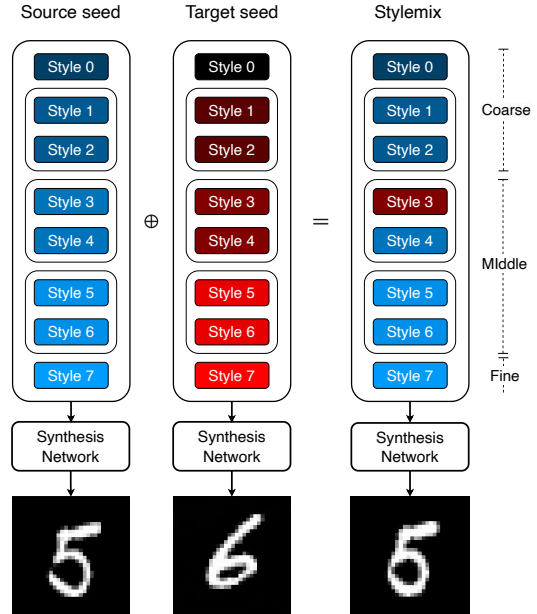 Source seed
Target seed
Stylemix
Style 0
Style 0
Style 0
Style 1
Style 1
Style 1
Coarse
Style 2
Style 2
Style 2
Style 3
Style 3
Style 3
⊕
=
Style 4
Style 4
Style 4
MIddle
Style 5
Style 5
Style 5
Style 6
Style 6
Style 6
Style 7
Style 7
Style 7
Fine
Synthesis
Network
Synthesis
Network
Synthesis
Network
5
6
5